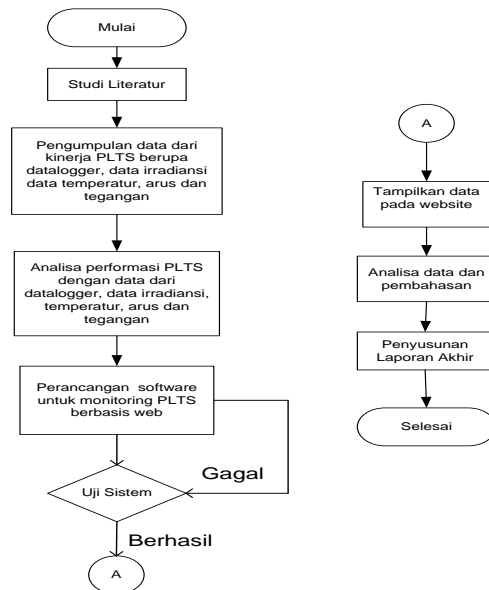 Mulai
Studi Literatur
Pengumpulan data dari
kinerja PLTS berupa
datalogger, data irradiansi
data temperatur, arus dan
tegangan
Analisa performasi PLTS
dengan data dari
datalogger, data irradiansi,
temperatur, arus dan
tegangan
Perancangan software
untuk monitoring PLTS
berbasis web
Gagal
Uji Sistem
Berhasil
A
A
Tampilkan data
pada website
Analisa data dan
pembahasan
Penyusunan
Laporan Akhir
Selesai